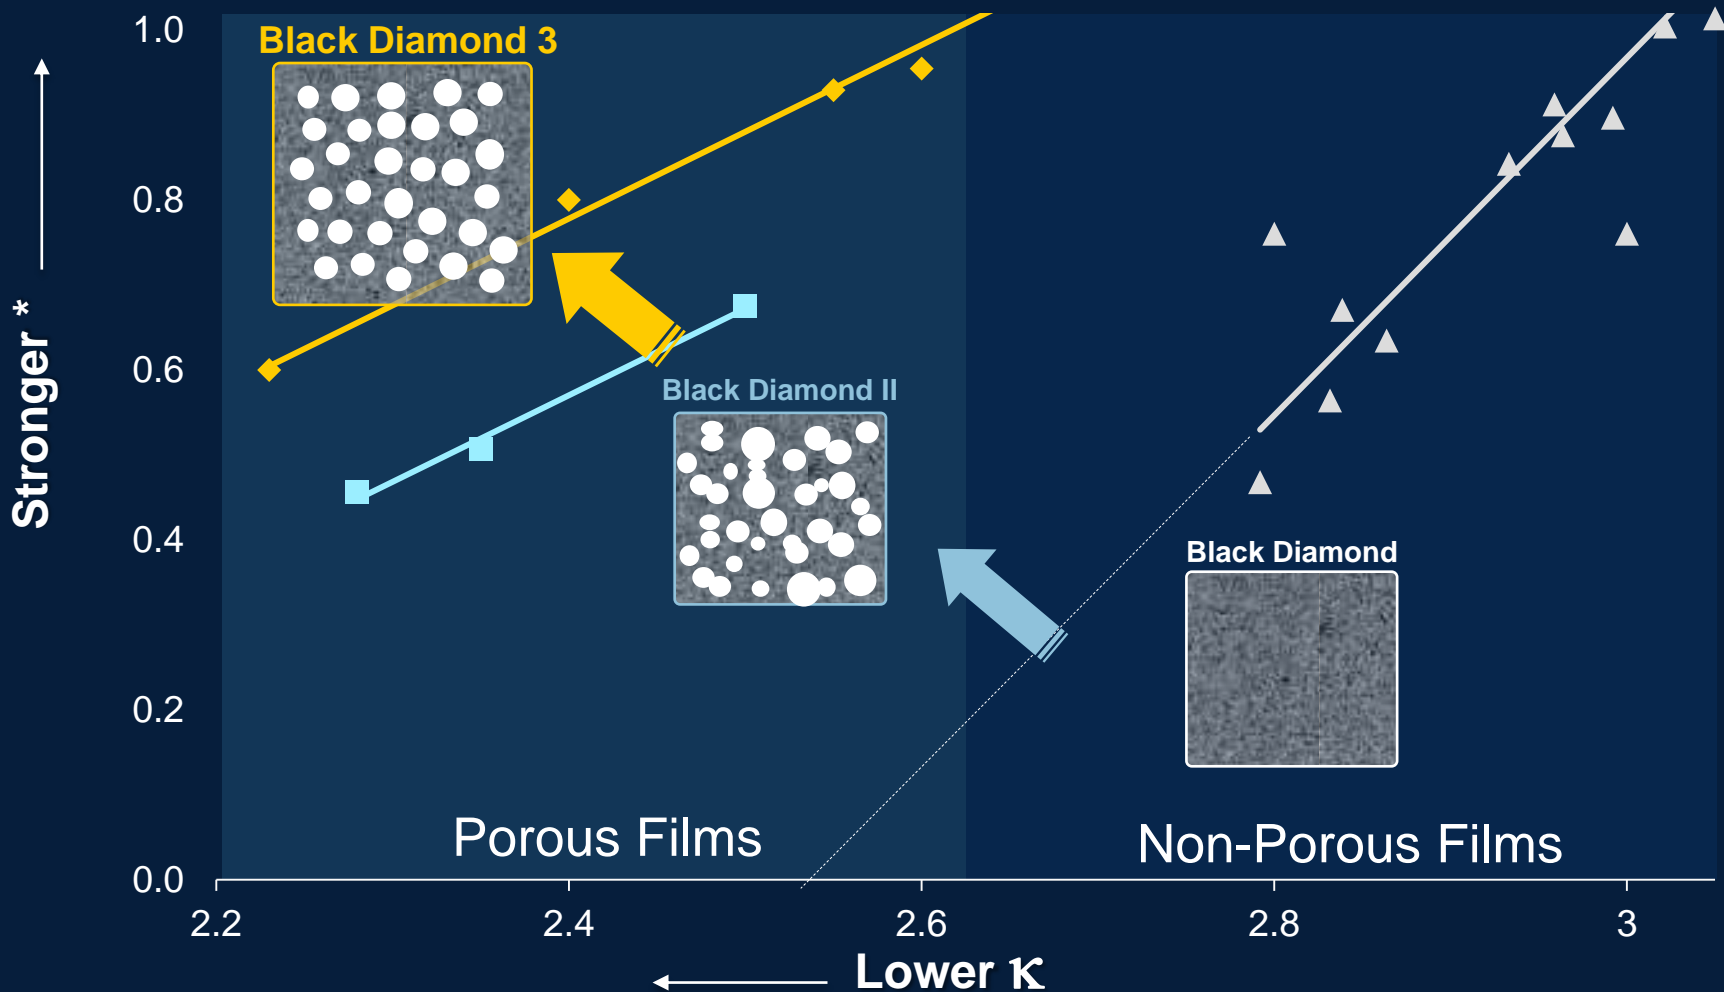 1.0
0.8
0.6
0.4
0.2
0.0
Stronger *
Black Diamond 3
Black Diamond II
Black Diamond
Porous Films
Non-Porous Films
2.2
2.4
2.6
2.8
3
Lower κ